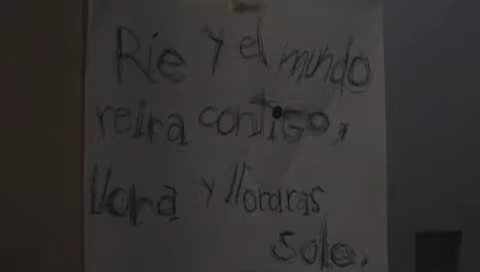 Rie y el mundo
reira contigo,
llora y lloraras
solo.